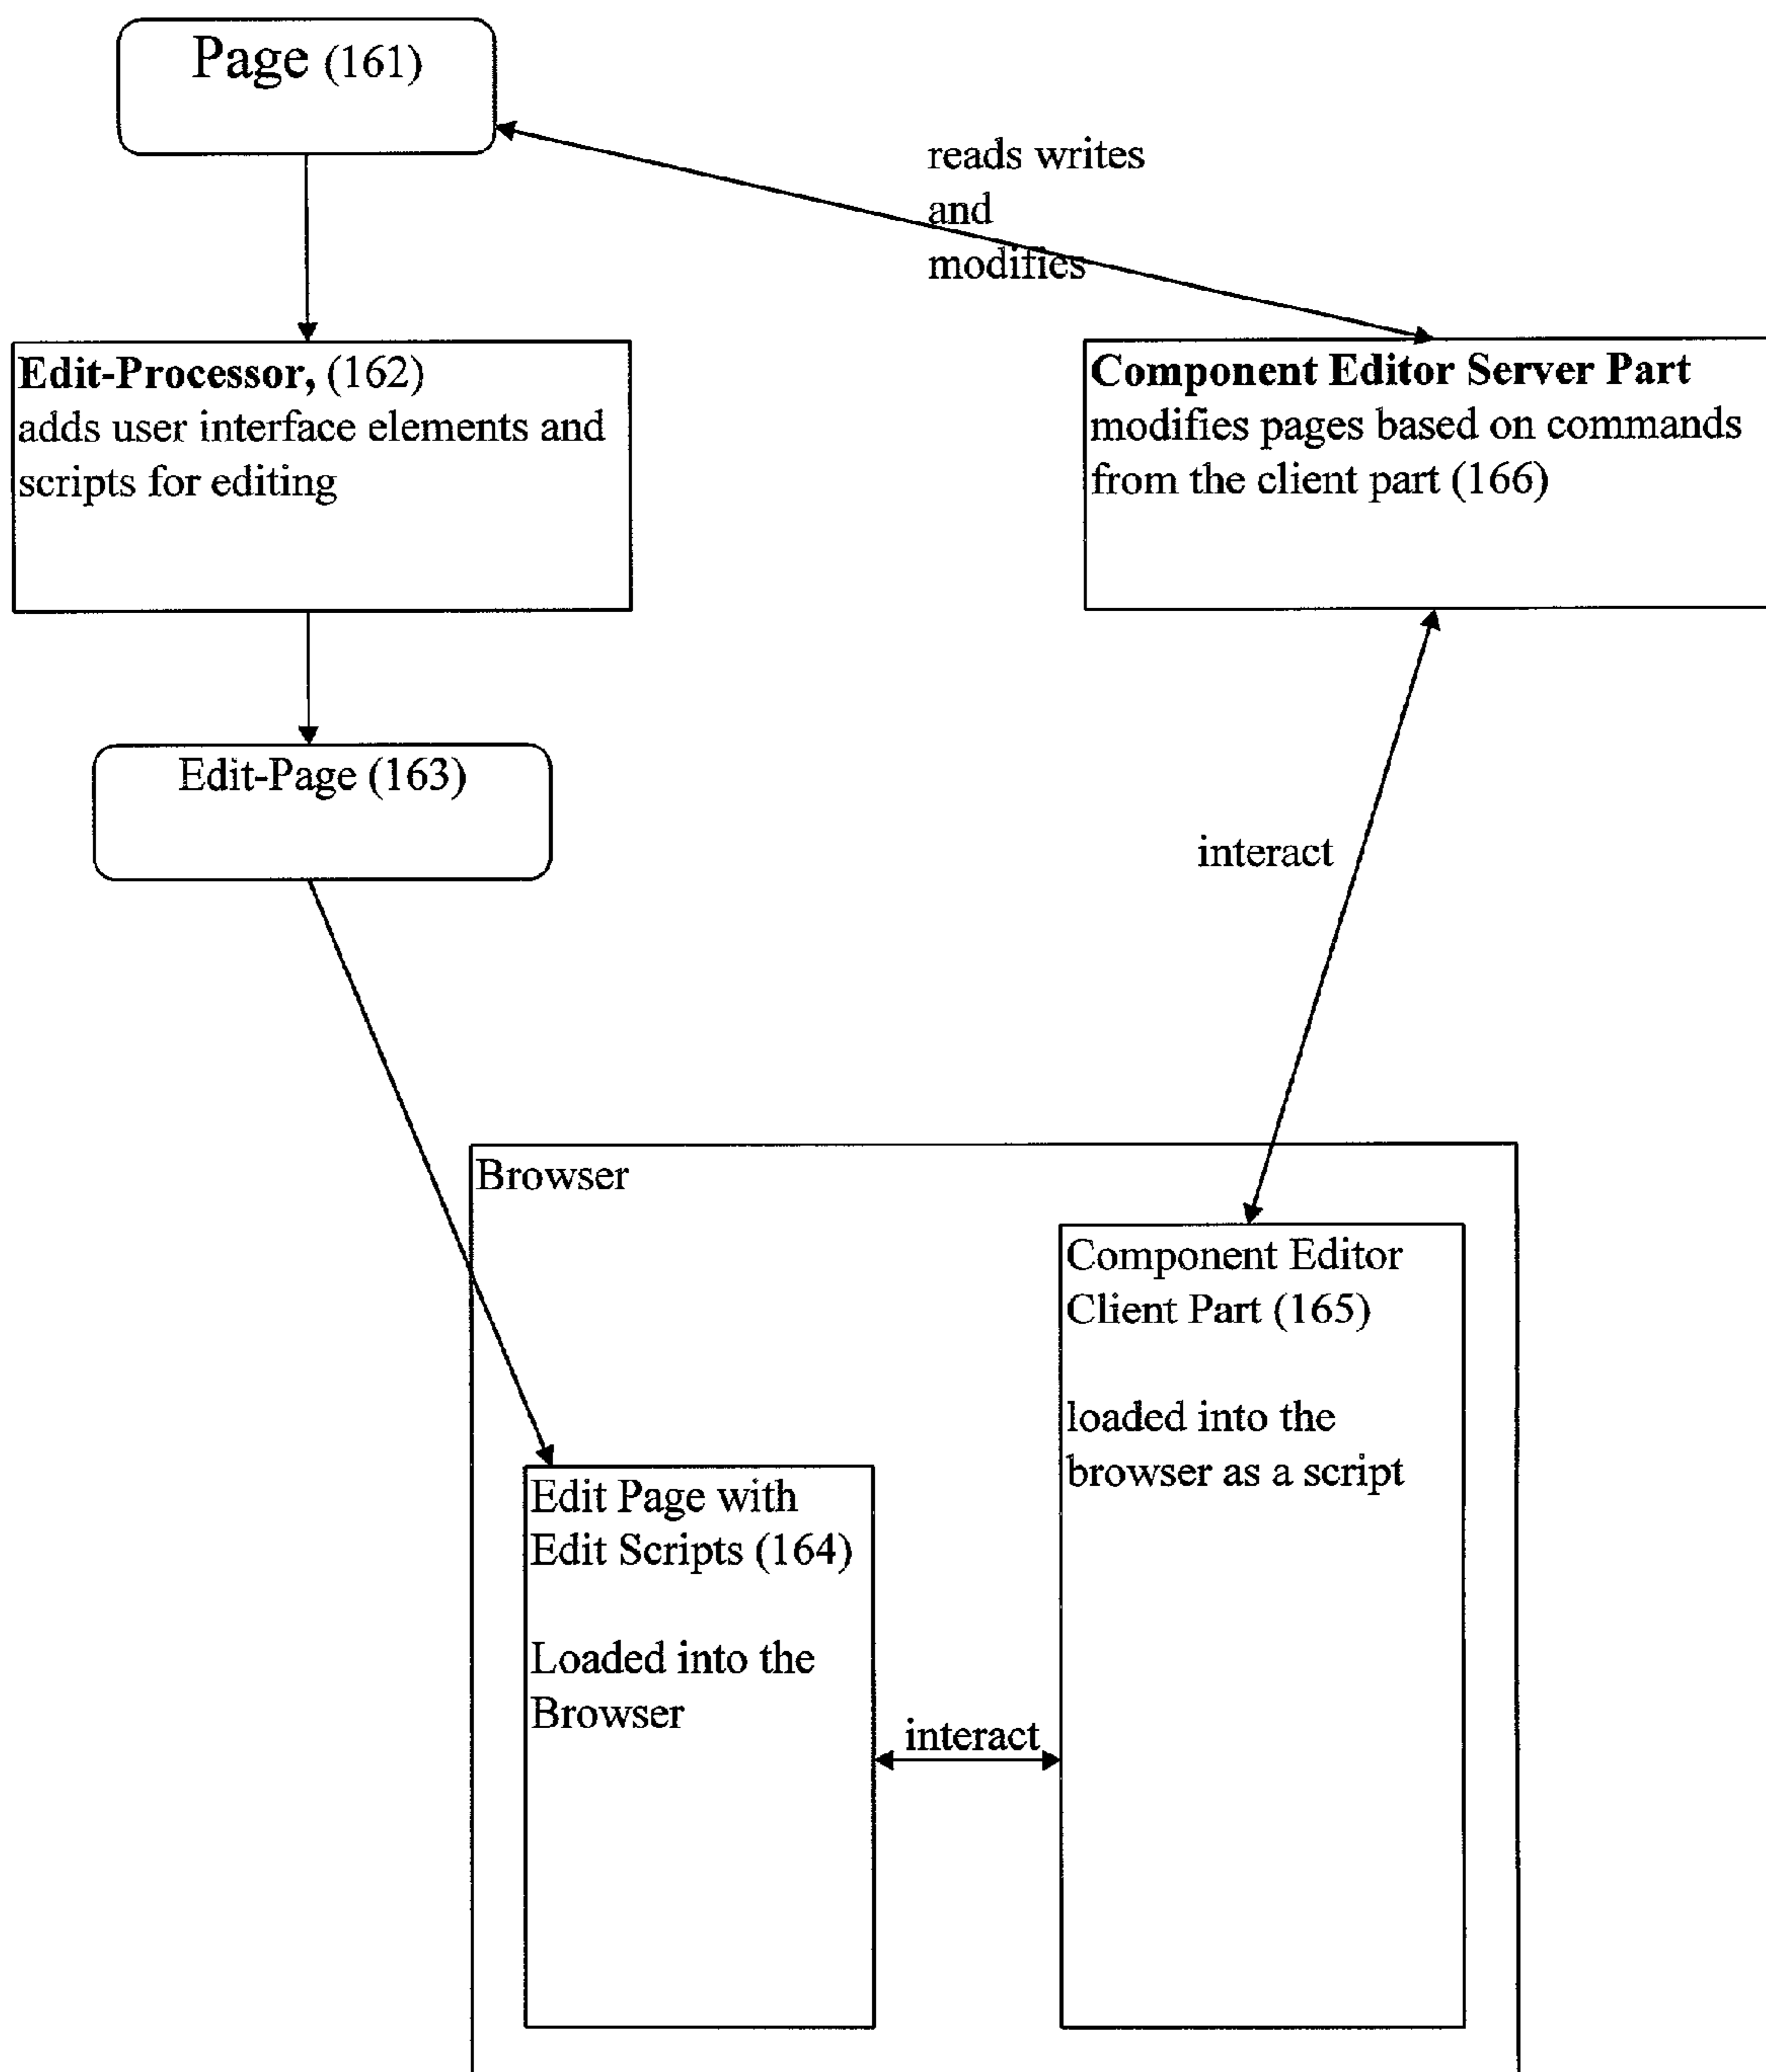 Page (161)
reads writes
and
modifies
Edit-Processor, (162)
adds user interface elements and
scripts for editing
Component Editor Server Part
modifies pages based on commands
from the client part (166)
Edit-Page (163)
interact
Browser
Component Editor
Client Part (165)
loaded into the
browser as a script
Edit Page with
Edit Scripts (164)
Loaded into the
Browser
interact